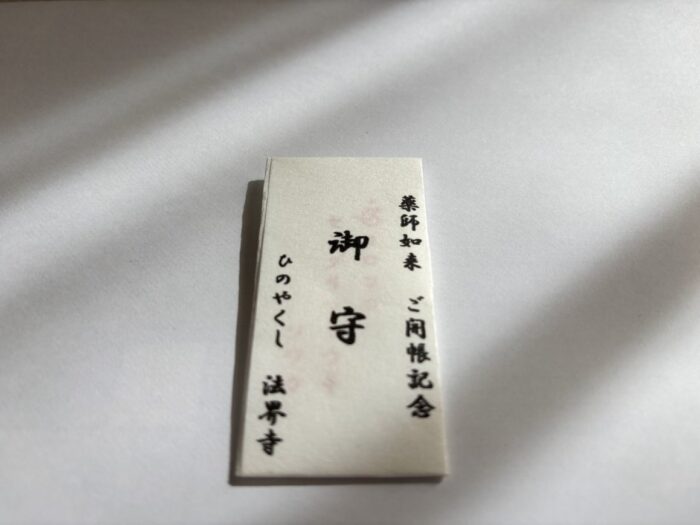 薬師如来 ご開帳記念
御守
ひのやくし 法界寺